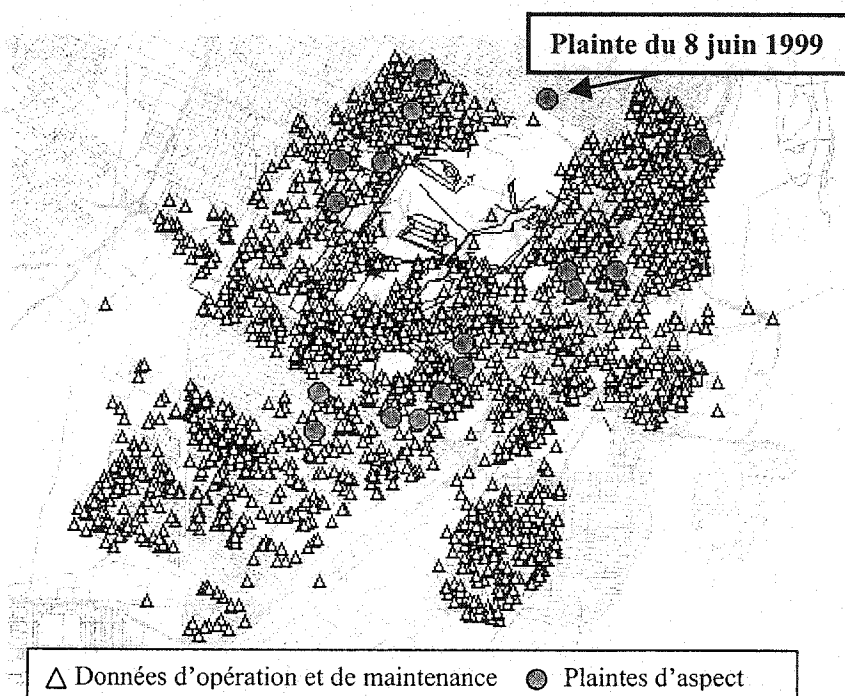 Plainte du 8 juin 1999
Données d'opération et de maintenance Plaintes d'aspect